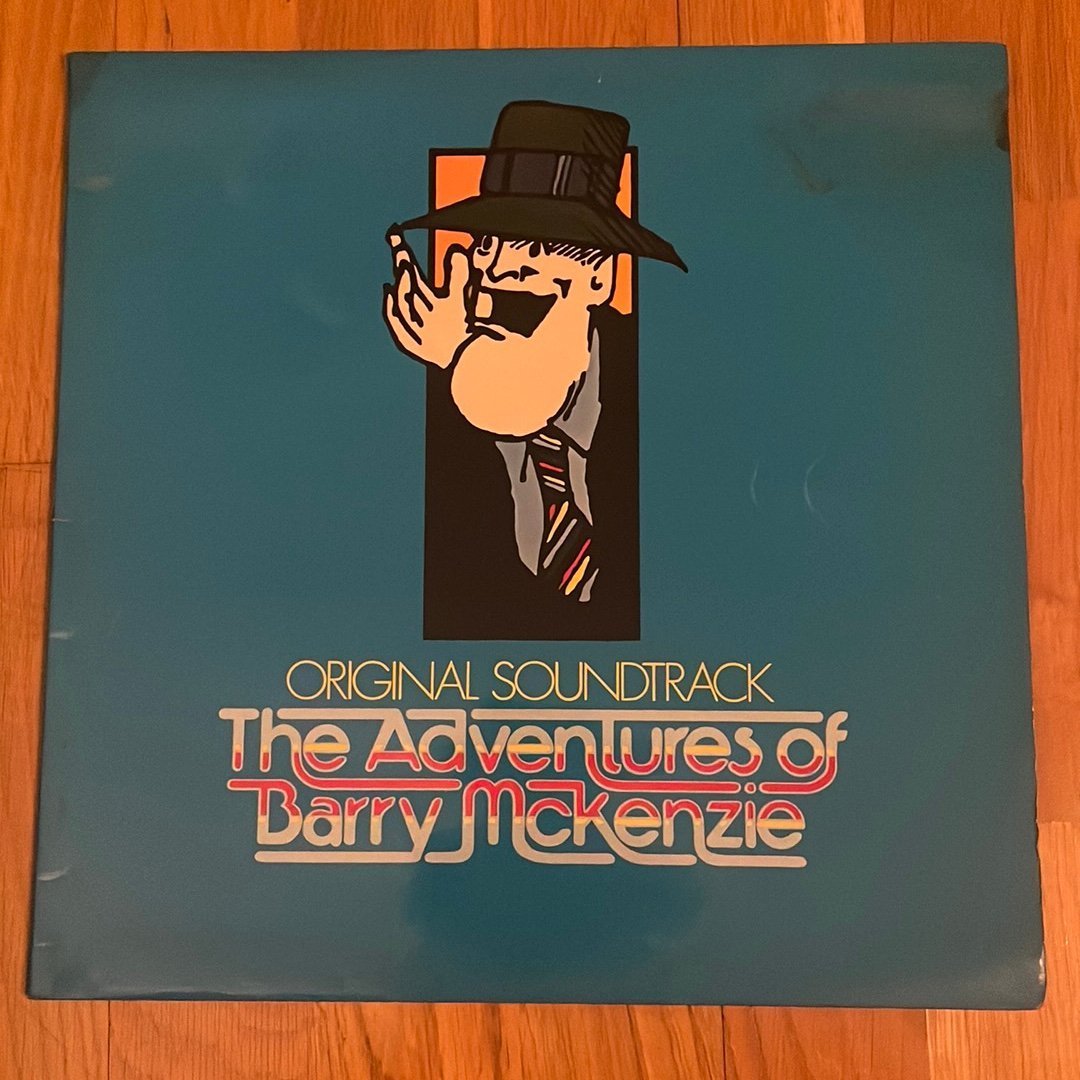 ORIGINAL SOUNDTRACK
The Adventures of
Barry McKenzie